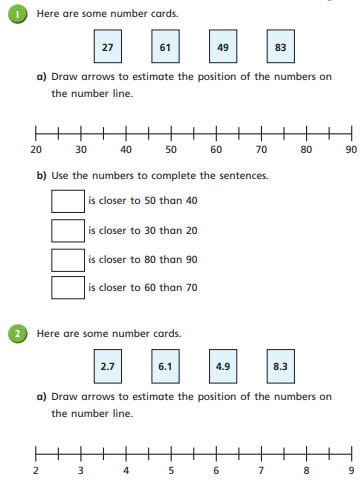 1 Here are some number cards.
27 61 49 83
a) Draw arrows to estimate the position of the numbers on
the number line.
20 30 40 50 60 70 80 90
b) Use the numbers to complete the sentences.
is closer to 50 than 40
is closer to 30 than 20
is closer to 80 than 90
is closer to 60 than 70
2 Here are some number cards.
2.7 6.1 4.9 8.3
a) Draw arrows to estimate the position of the numbers on
the number line.
2 3 4 5 6 7 8 9